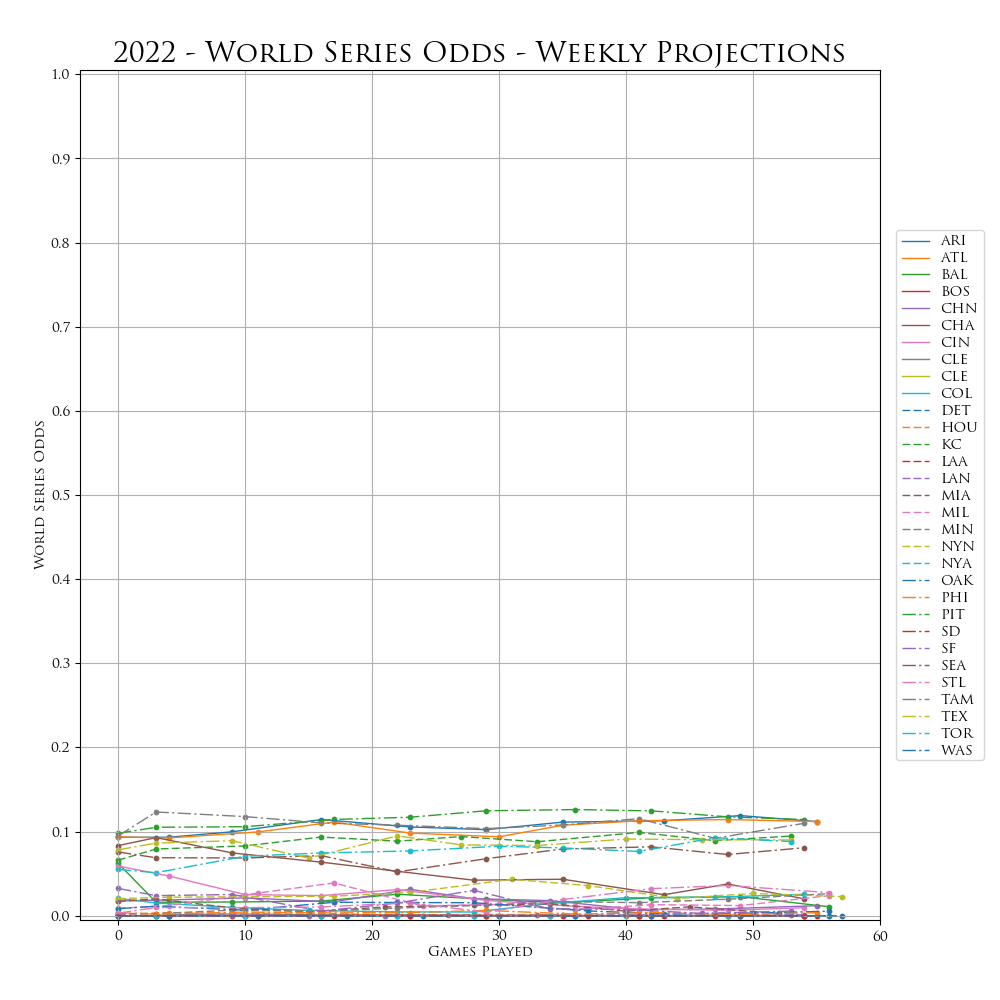 2022 - World Series Odds - Weekly Projections
1.0
0.9
0.8
0.7
0.6
0.5
0.4
0.3
0.2
0.1
0.0
World Series Odds
0 10 20 30 40 50 60
Games Played
ARI
ATL
BAL
BOS
CHN
CHA
CIN
CLE
CLE
COL
DET
HOU
KC
LAA
LAN
MIA
MIL
MIN
NYN
NYA
OAK
PHI
PIT
SD
SF
SEA
STL
TAM
TEX
TOR
WAS